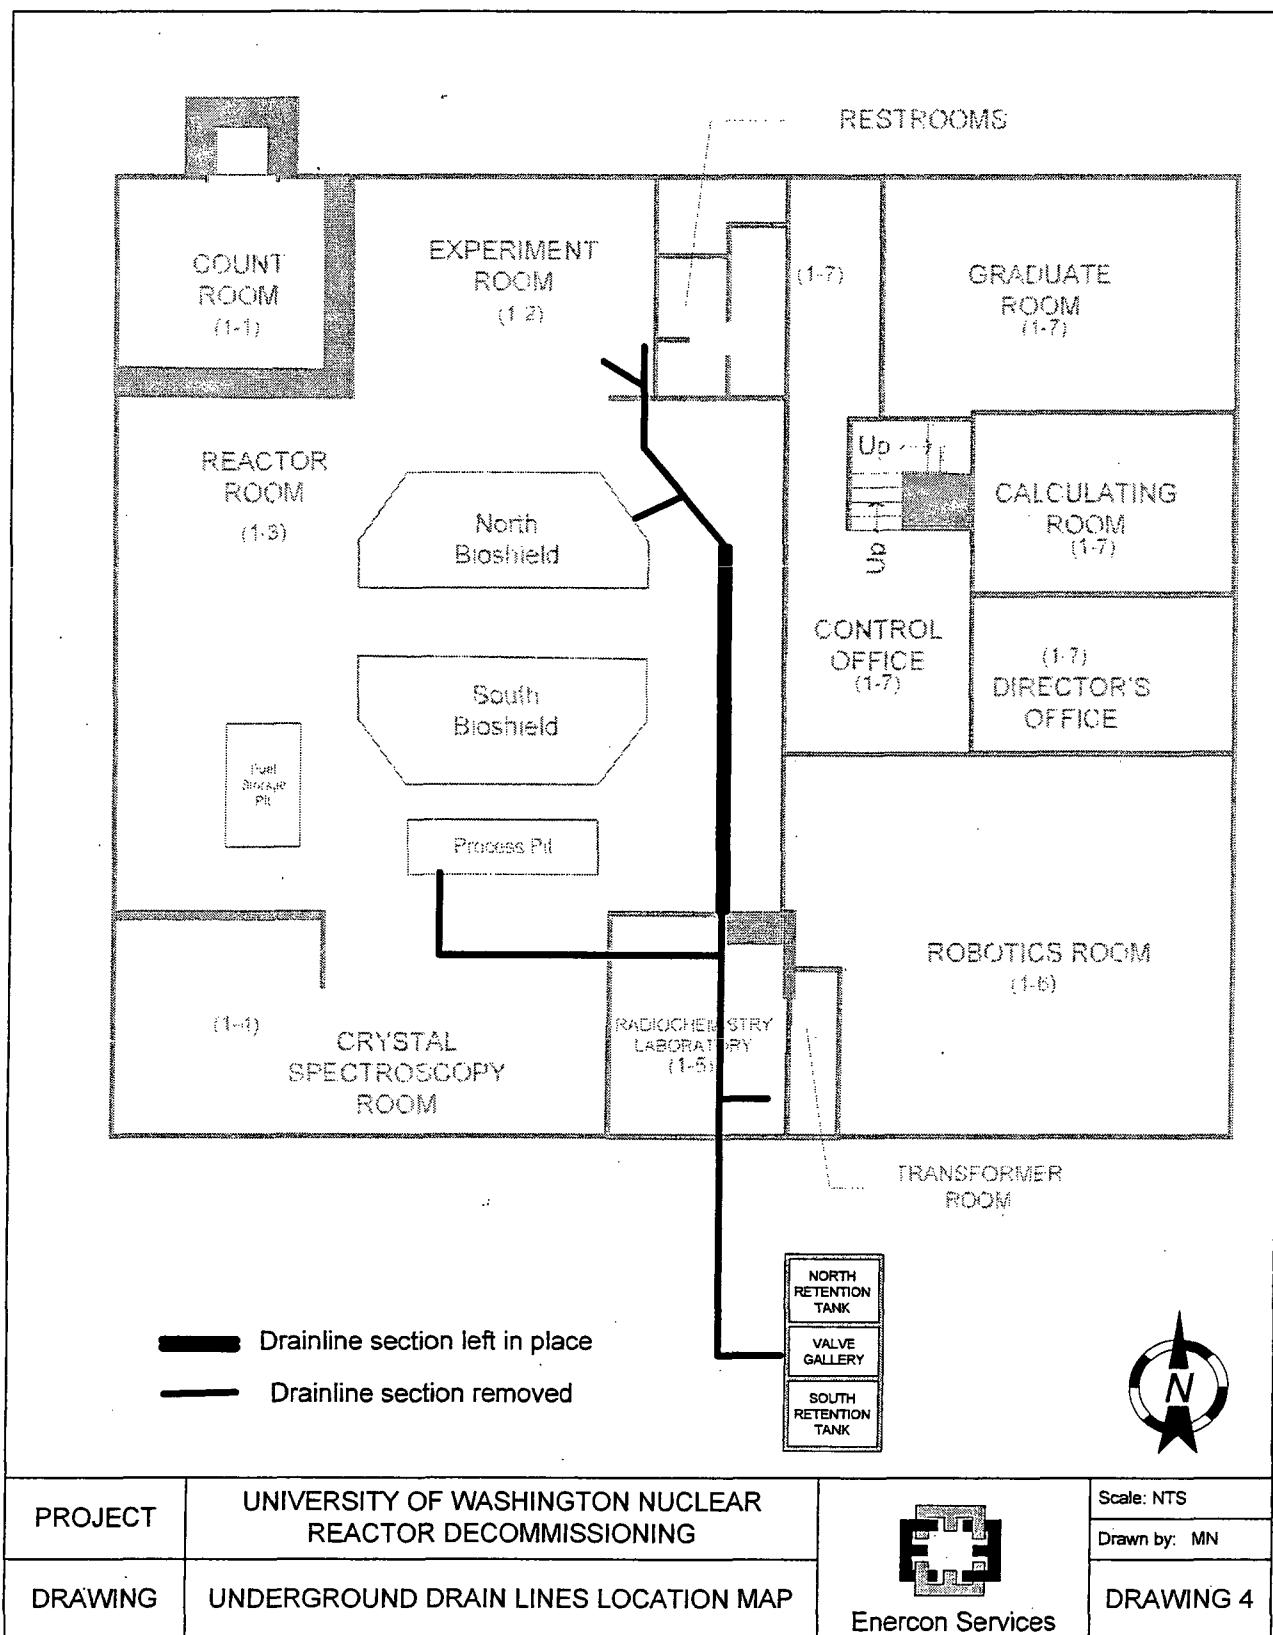 RESTROOMS
COUNT
ROOM
(1-1)
EXPERIMENT
ROOM
(1-2)
(1-7)
GRADUATE
ROOM
(1-7)
REACTOR
ROOM
(1-3)
North
Bioshield
Up
CALCULATING
ROOM
(1-7)
CONTROL
OFFICE
(1-7)
(1-7)
DIRECTOR'S
OFFICE
South
Bioshield
Fuel
Storage
Pit
Process Pit
ROBOTICS ROOM
(1-6)
(1-4)
CRYSTAL
SPECTROSCOPY
ROOM
RADIOCHEMISTRY
LABORATORY
(1-5)
TRANSFORMER
ROOM
NORTH
RETENTION
TANK
VALVE
GALLERY
SOUTH
RETENTION
TANK
Drainline section left in place
Drainline section removed
N
PROJECT
UNIVERSITY OF WASHINGTON NUCLEAR
REACTOR DECOMMISSIONING
DRAWING
UNDERGROUND DRAIN LINES LOCATION MAP
Enercon Services
Scale: NTS
Drawn by: MN
DRAWING 4